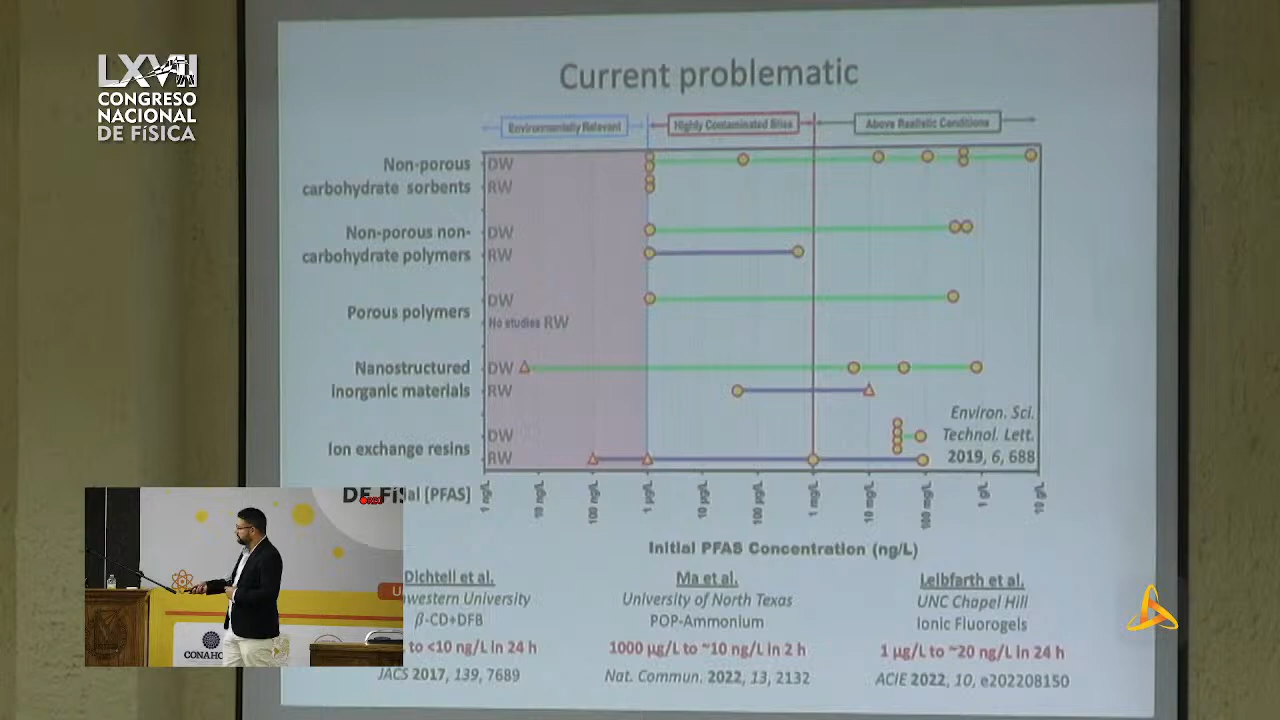 LXVII
CONGRESO
NACIONAL
DE FÍSICA
Current problematic
Environmentally Relevant
Highly Contaminated Sites
Above Realistic Conditions
Non-porous
carbohydrate sorbents
DW
RW
Non-porous non-
carbohydrate polymers
DW
RW
Porous polymers
DW
No studies RW
Nanostructured
inorganic materials
DW
RW
Ion exchange resins
DW
RW
Environ. Sci.
Technol. Lett.
2019, 6, 688
ial [PFAS]
1 ng/L
10 ng/L
100 ng/L
1 µg/L
10 µg/L
100 µg/L
1 mg/L
10 mg/L
100 mg/L
1 g/L
10 g/L
Initial PFAS Concentration (ng/L)
Dichtell et al.
hwestern University
β-CD+DFB
to <10 ng/L in 24 h
JACS 2017, 139, 7689
Ma et al.
University of North Texas
POP-Ammonium
1000 µg/L to ~10 ng/L in 2 h
Nat. Commun. 2022, 13, 2132
Leibfarth et al.
UNC Chapel Hill
Ionic Fluorogels
1 µg/L to ~20 ng/L in 24 h
ACIE 2022, 10, e202208150
DE FíS
CONAHC